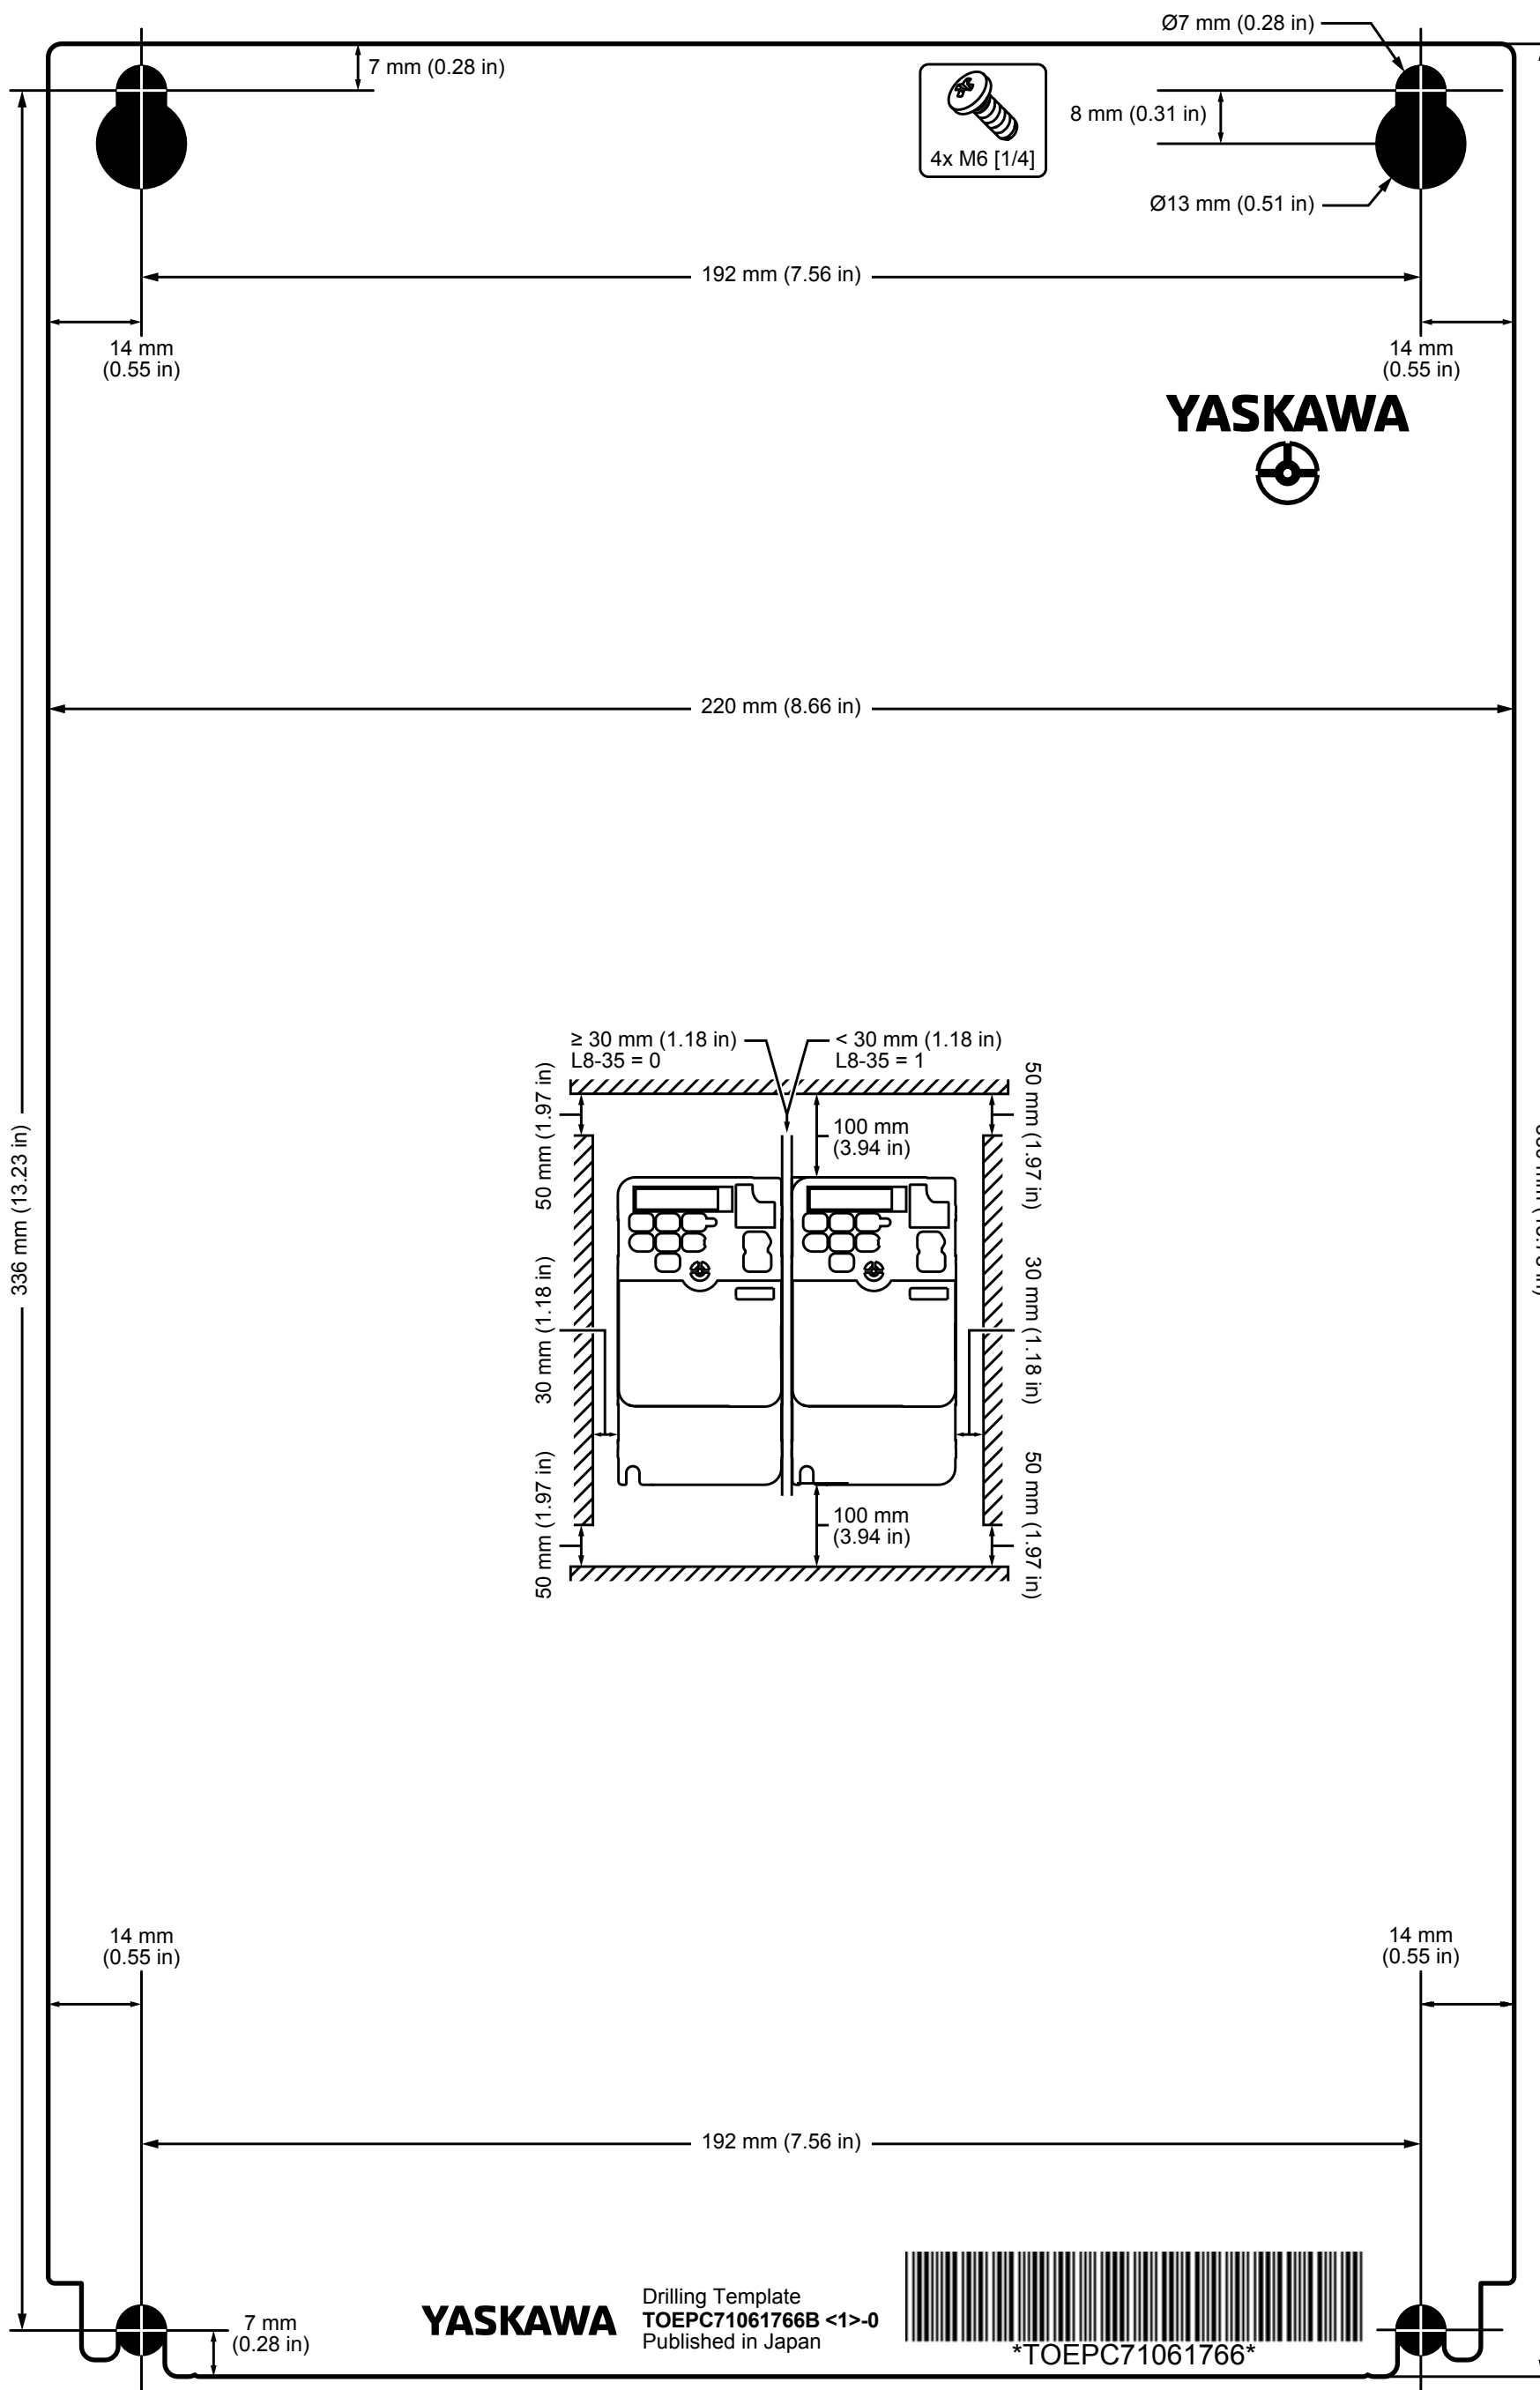 Ø7 mm (0.28 in)
7 mm (0.28 in)
4x M6 [1/4]
8 mm (0.31 in)
Ø13 mm (0.51 in)
192 mm (7.56 in)
14 mm
(0.55 in)
14 mm
(0.55 in)
YASKAWA
220 mm (8.66 in)
336 mm (13.23 in)
≥ 30 mm (1.18 in)
L8-35 = 0
< 30 mm (1.18 in)
L8-35 = 1
50 mm (1.97 in)
100 mm
(3.94 in)
50 mm (1.97 in)
30 mm (1.18 in)
30 mm (1.18 in)
50 mm (1.97 in)
100 mm
(3.94 in)
50 mm (1.97 in)
14 mm
(0.55 in)
14 mm
(0.55 in)
192 mm (7.56 in)
7 mm
(0.28 in)
YASKAWA
Drilling Template
TOEPC71061766B <1>-0
Published in Japan
*TOEPC71061766*